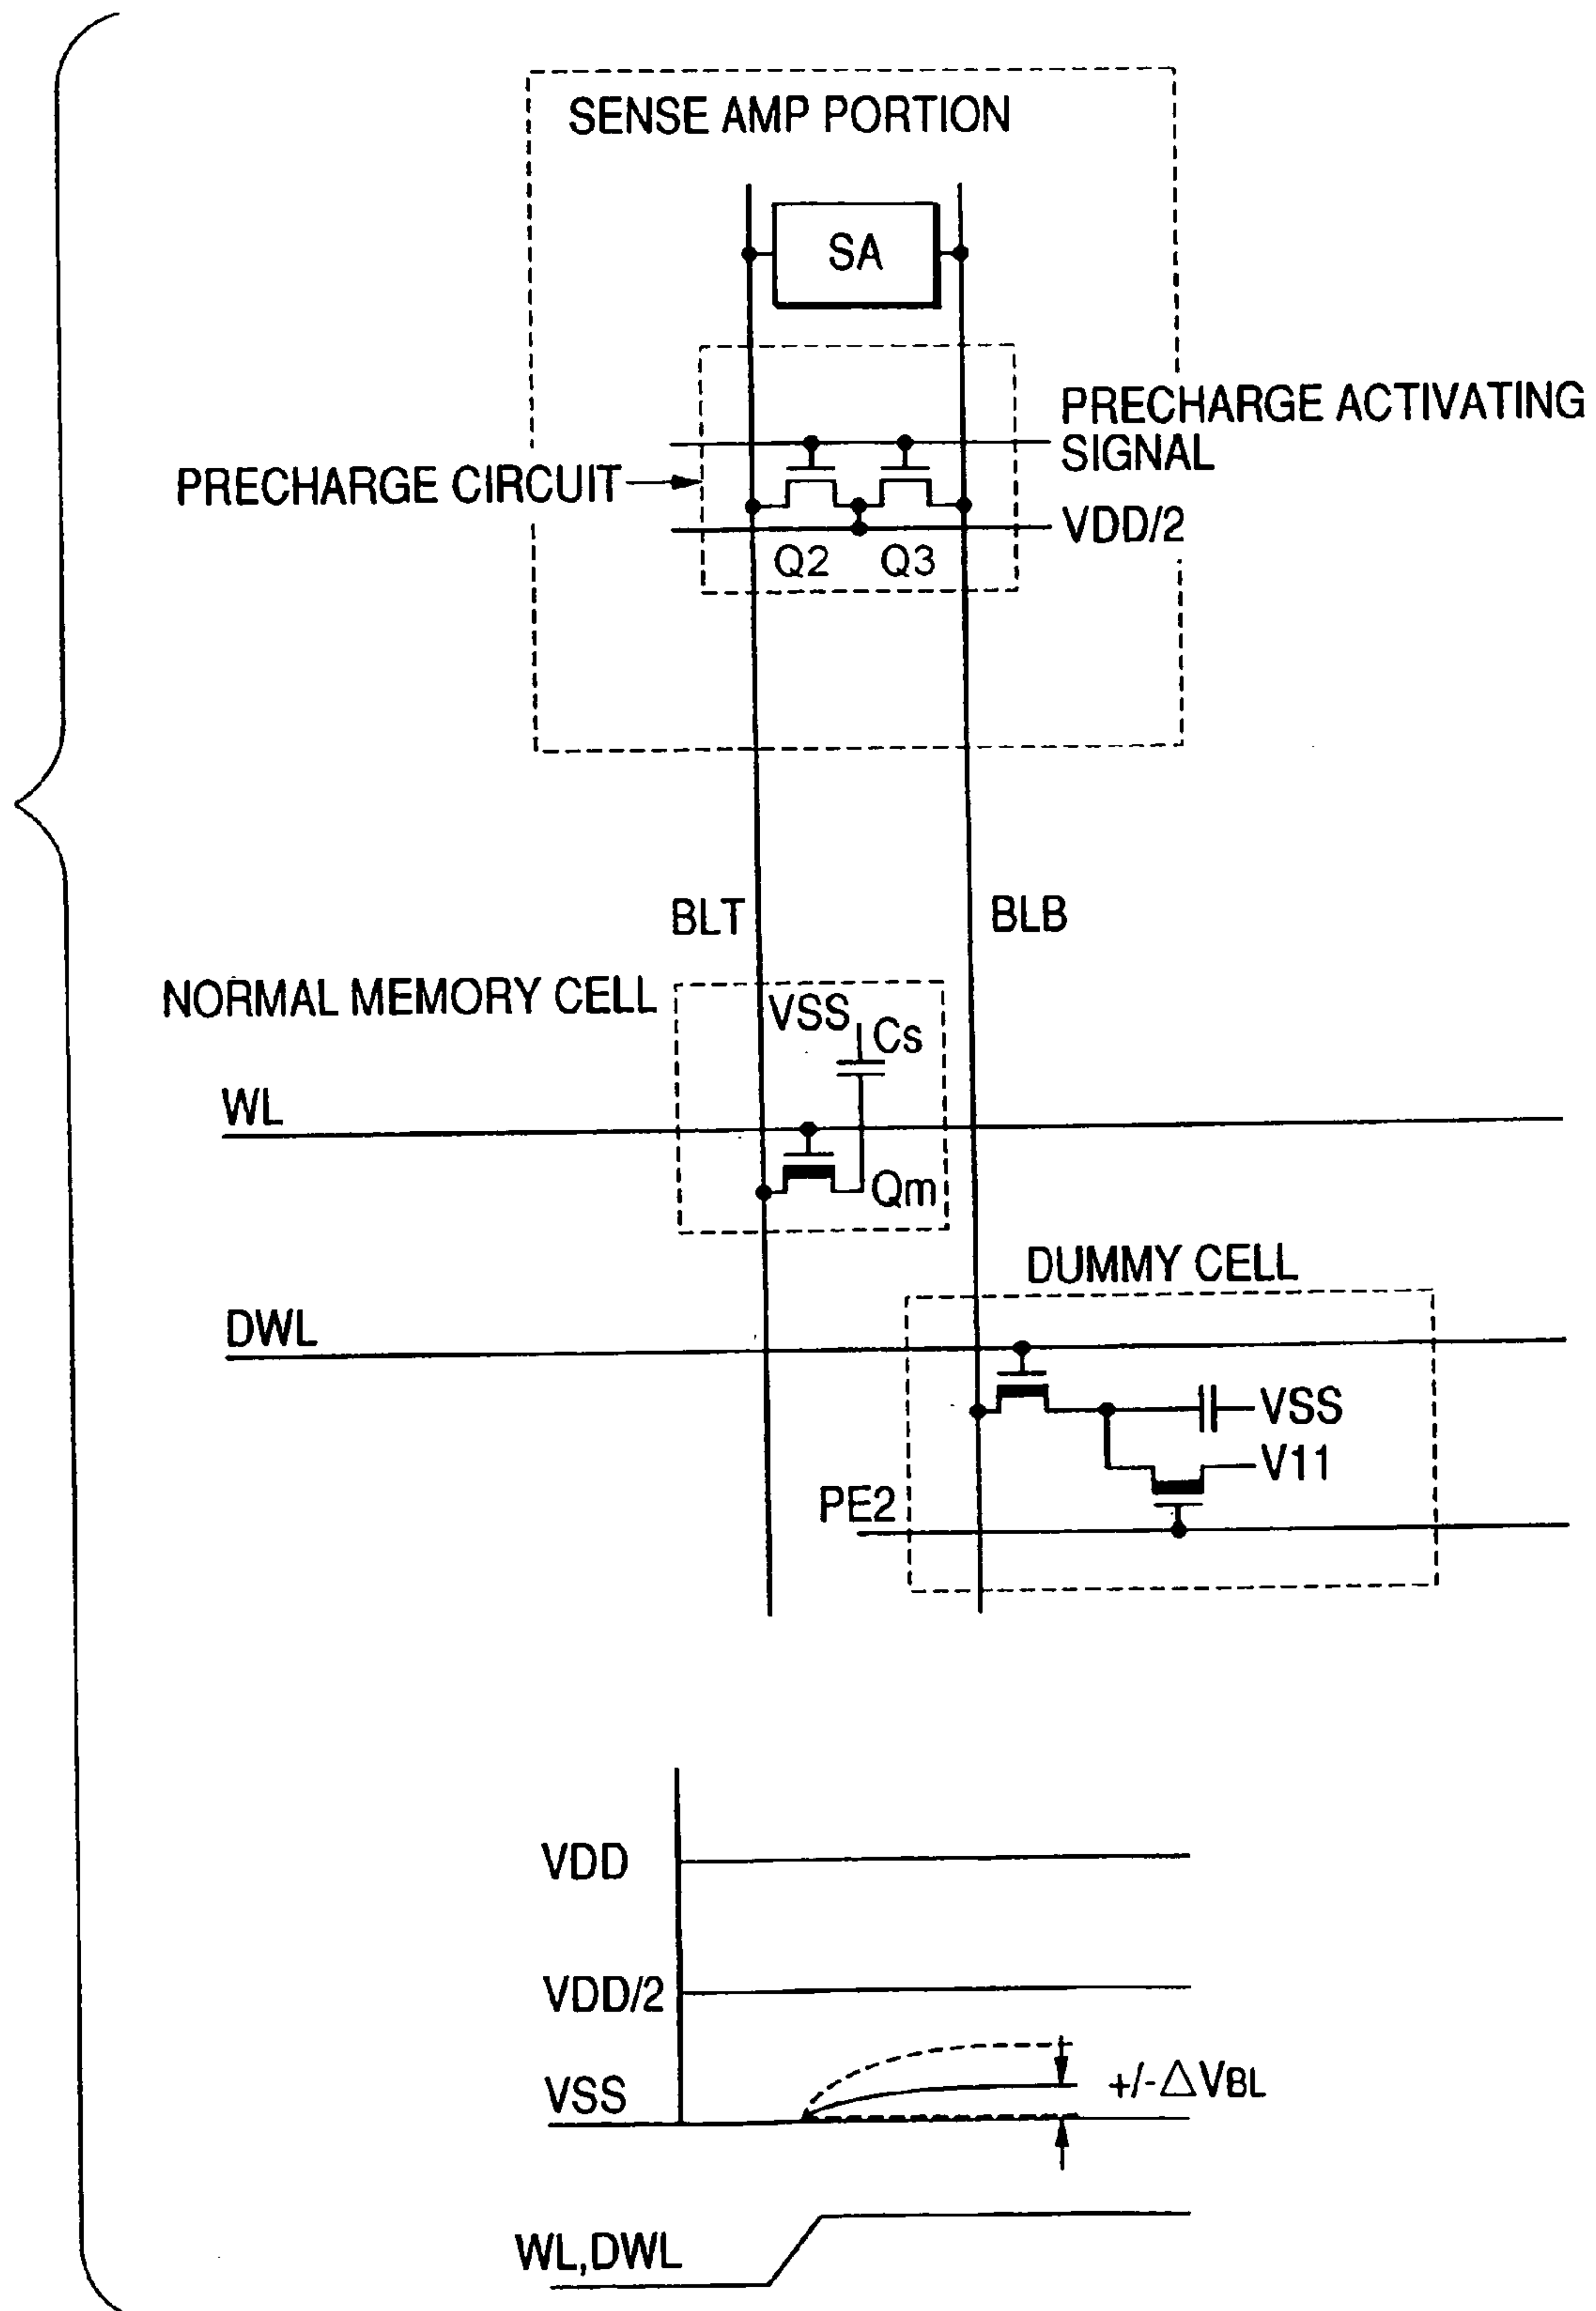 SENSE AMP PORTION
SA
PRECHARGE ACTIVATING
SIGNAL
PRECHARGE CIRCUIT
VDD/2
Q2 Q3
BLT BLB
NORMAL MEMORY CELL
VSS
Cs
WL
Qm
DUMMY CELL
DWL
VSS
V11
PE2
VDD
VDD/2
VSS
+/-△VBL
WL,DWL